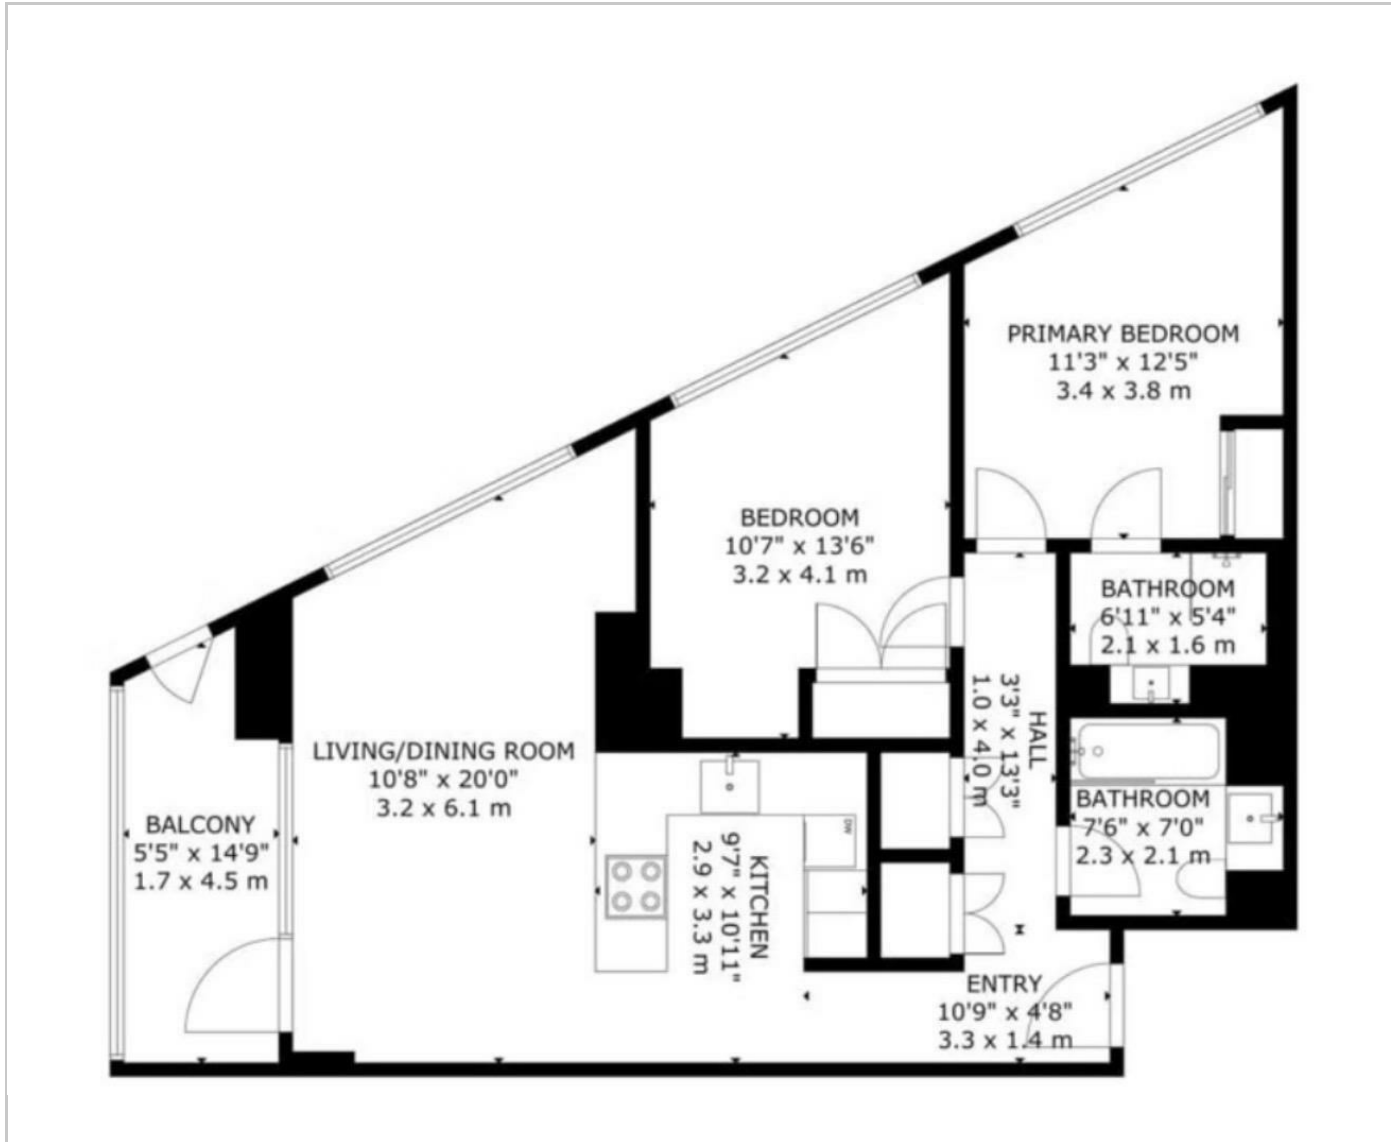 PRIMARY BEDROOM
11'3" x 12'5"
3.4 x 3.8 m
BEDROOM
10'7" x 13'6"
3.2 x 4.1 m
BATHROOM
6'11" x 5'4"
2.1 x 1.6 m
HALL
3'3" x 13'3"
1.0 x 4.0 m
LIVING/DINING ROOM
10'8" x 20'0"
3.2 x 6.1 m
BATHROOM
7'6" x 7'0"
2.3 x 2.1 m
BALCONY
5'5" x 14'9"
1.7 x 4.5 m
DW
KITCHEN
9'7" x 10'11"
2.9 x 3.3 m
ENTRY
10'9" x 4'8"
3.3 x 1.4 m